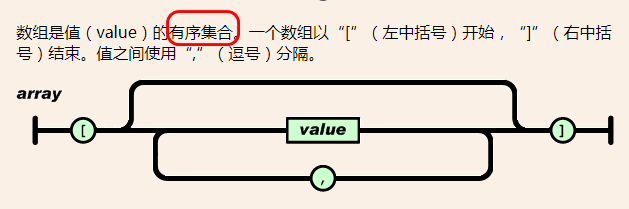 数组是值（value）的有序集合。一个数组以“[”（左中括号）开始，“]”（右中括
号）结束。值之间使用“,”（逗号）分隔。
array
[ value ]
,